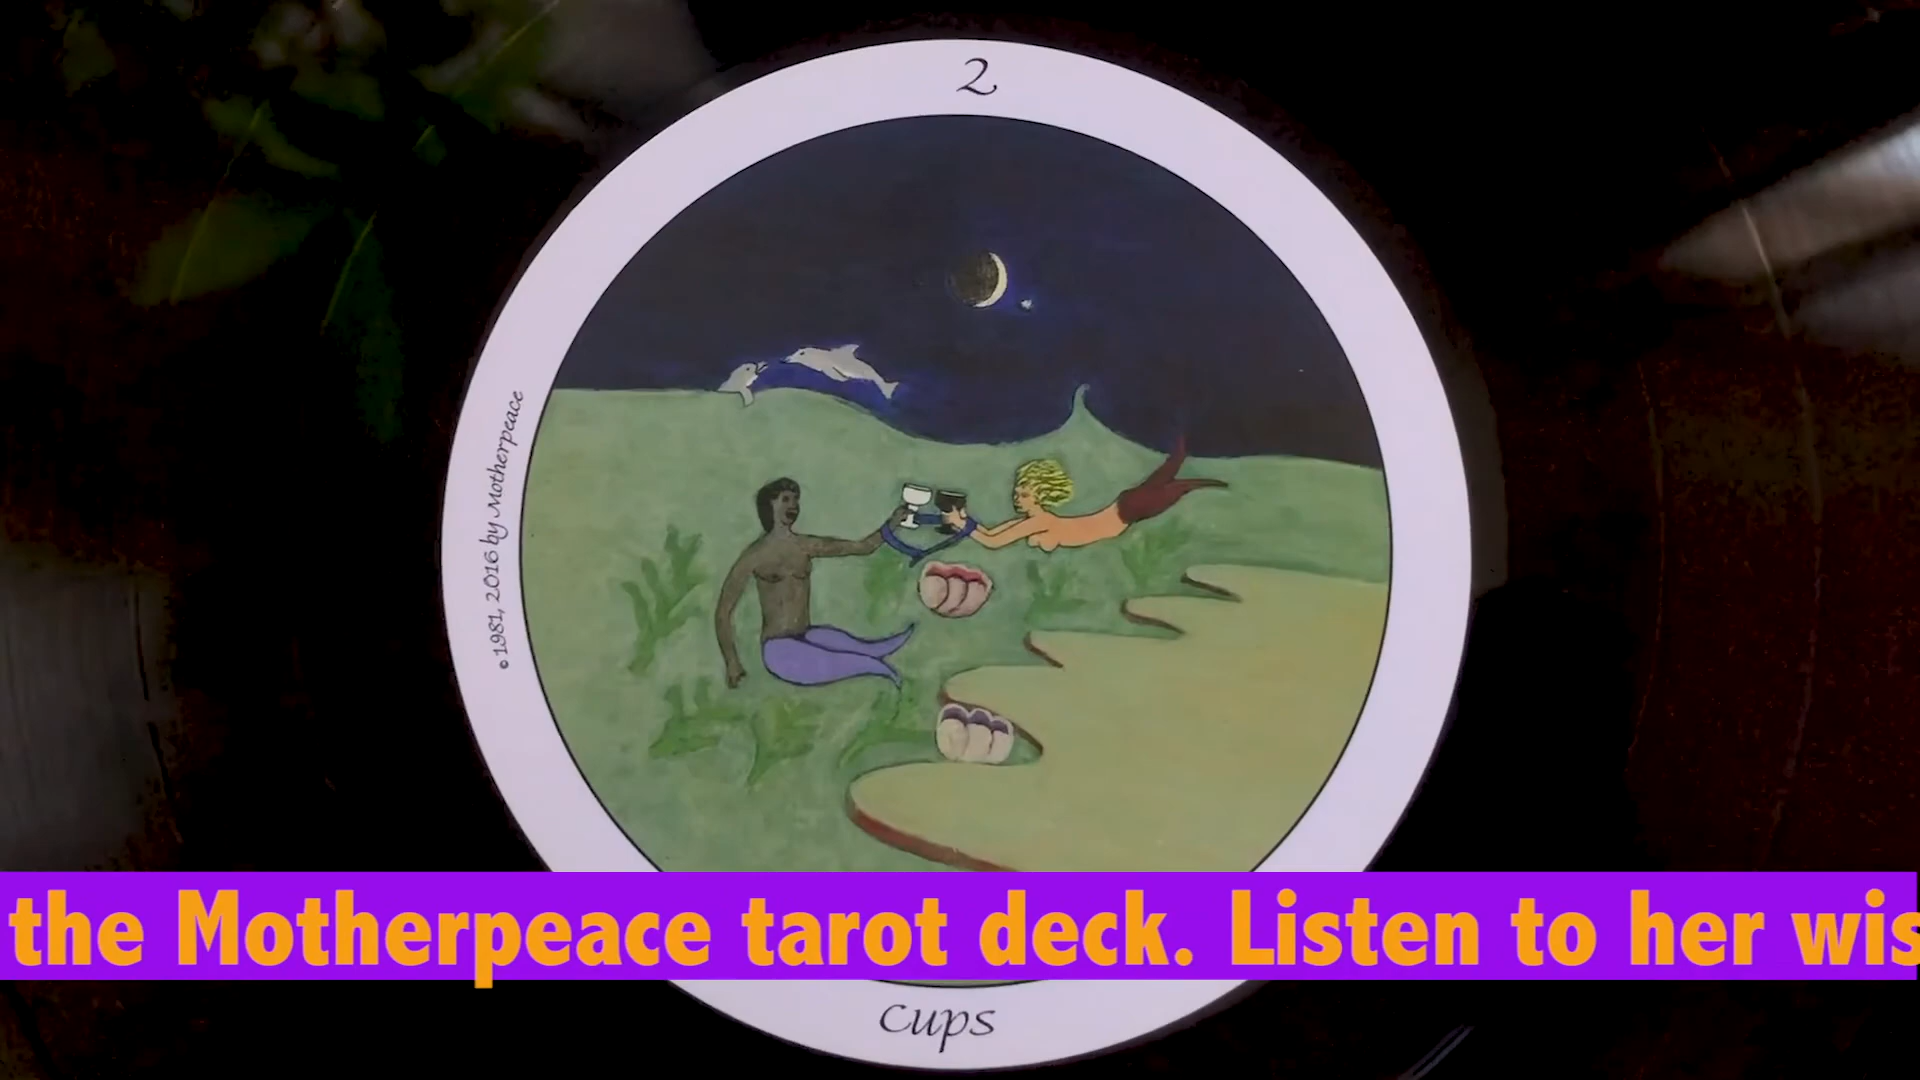 2
©1981, 2016 by Motherpeace
the Motherpeace tarot deck. Listen to her wis
cups